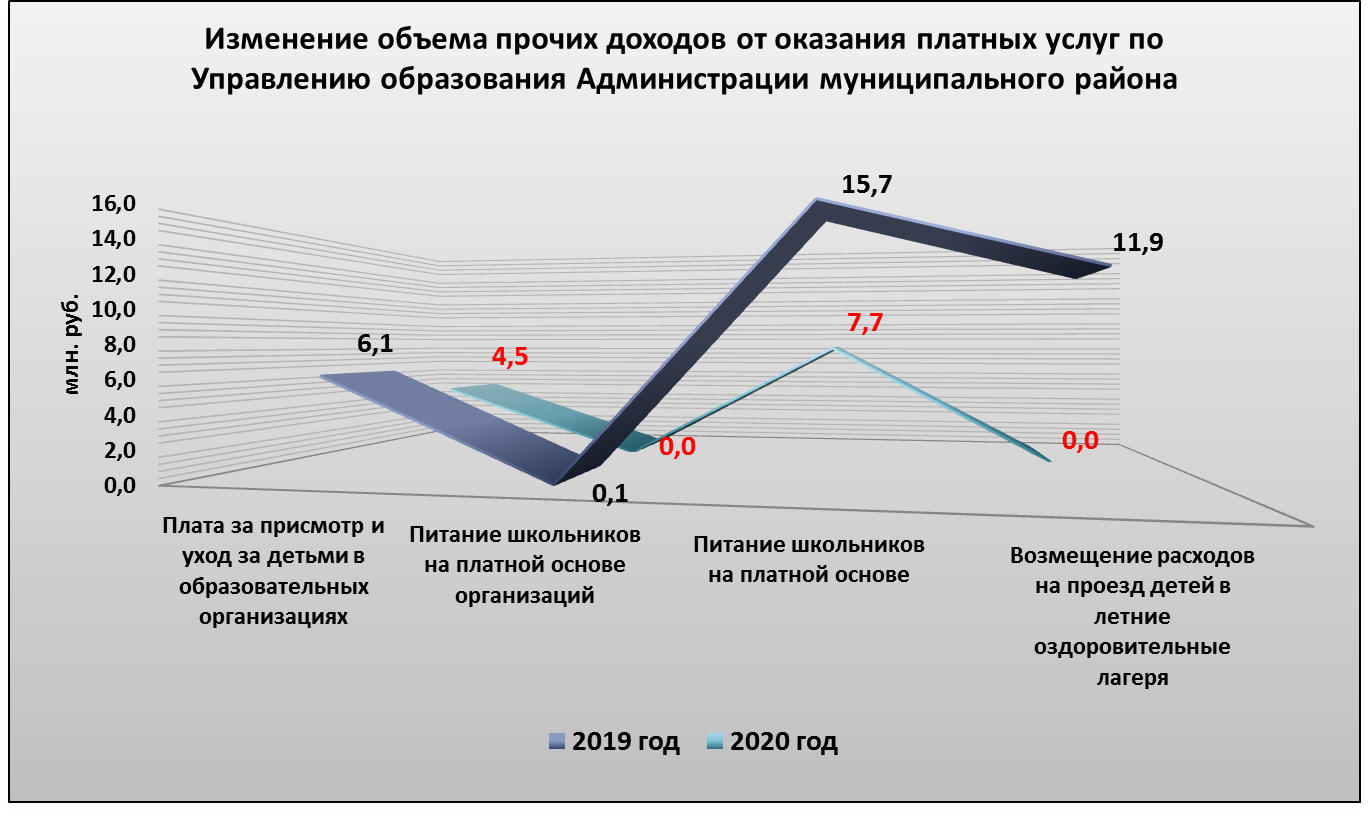 Изменение объема прочих доходов от оказания платных услуг по
Управлению образования Администрации муниципального района
млн. руб.
16,0
14,0
12,0
10,0
8,0
6,0
4,0
2,0
0,0
6,1
0,1
15,7
11,9
4,5
0,0
7,7
0,0
Плата за присмотр и
уход за детьми в
образовательных
организациях
Питание школьников
на платной основе
организаций
Питание школьников
на платной основе
Возмещение расходов
на проезд детей в
летние
оздоровительные
лагеря
2019 год
2020 год